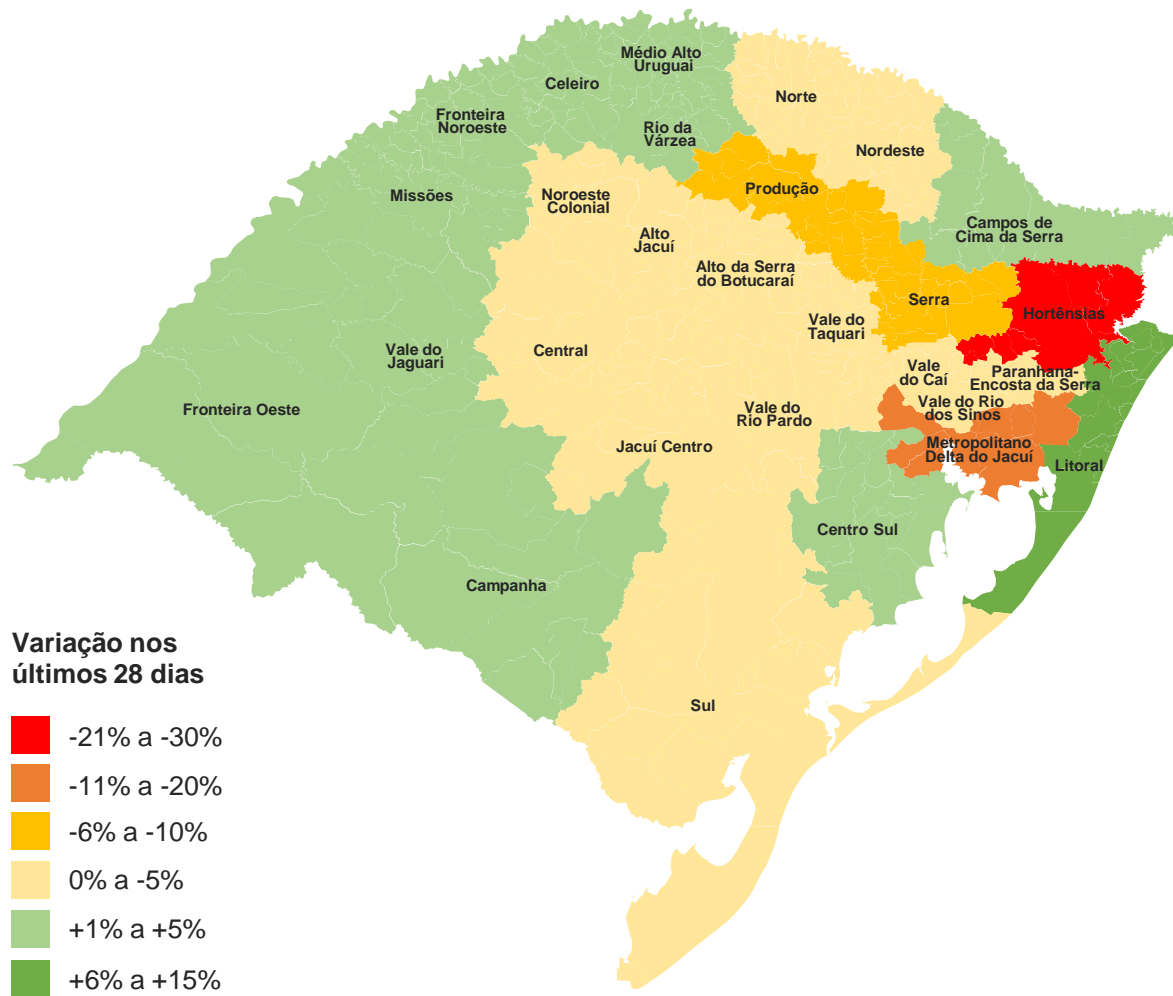 Médio Alto
Uruguai
Celeiro
Norte
Fronteira
Noroeste
Rio da
Várzea
Nordeste
Produção
Missões
Noroeste
Colonial
Campos de
Cima da Serra
Alto
Jacuí
Alto da Serra
do Botucaraí
Serra
Hortênsias
Vale do
Taquari
Central
Vale do
Jaguari
Vale
do Caí
Paranhana-
Encosta da Serra
Fronteira Oeste
Vale do
Rio Pardo
Vale do Rio
dos Sinos
Jacuí Centro
Metropolitano
Delta do Jacuí
Litoral
Centro Sul
Campanha
Sul
Variação nos
últimos 28 dias
-21% a -30%
-11% a -20%
-6% a -10%
0% a -5%
+1% a +5%
+6% a +15%